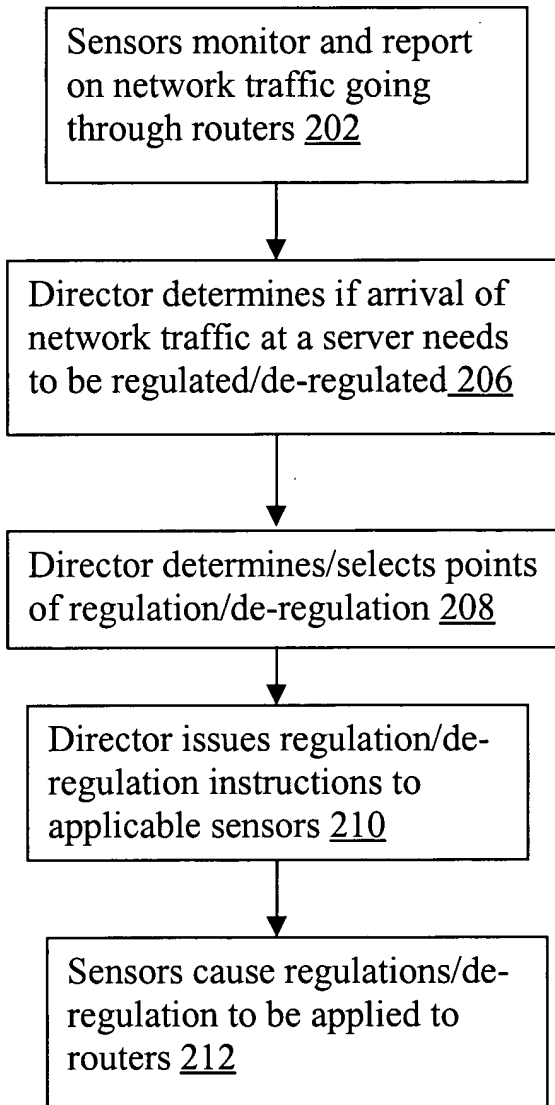 Sensors monitor and report
on network traffic going
through routers 202
Director determines if arrival of
network traffic at a server needs
to be regulated/de-regulated 206
Director determines/selects points
of regulation/de-regulation 208
Director issues regulation/de-
regulation instructions to
applicable sensors 210
Sensors cause regulations/de-
regulation to be applied to
routers 212